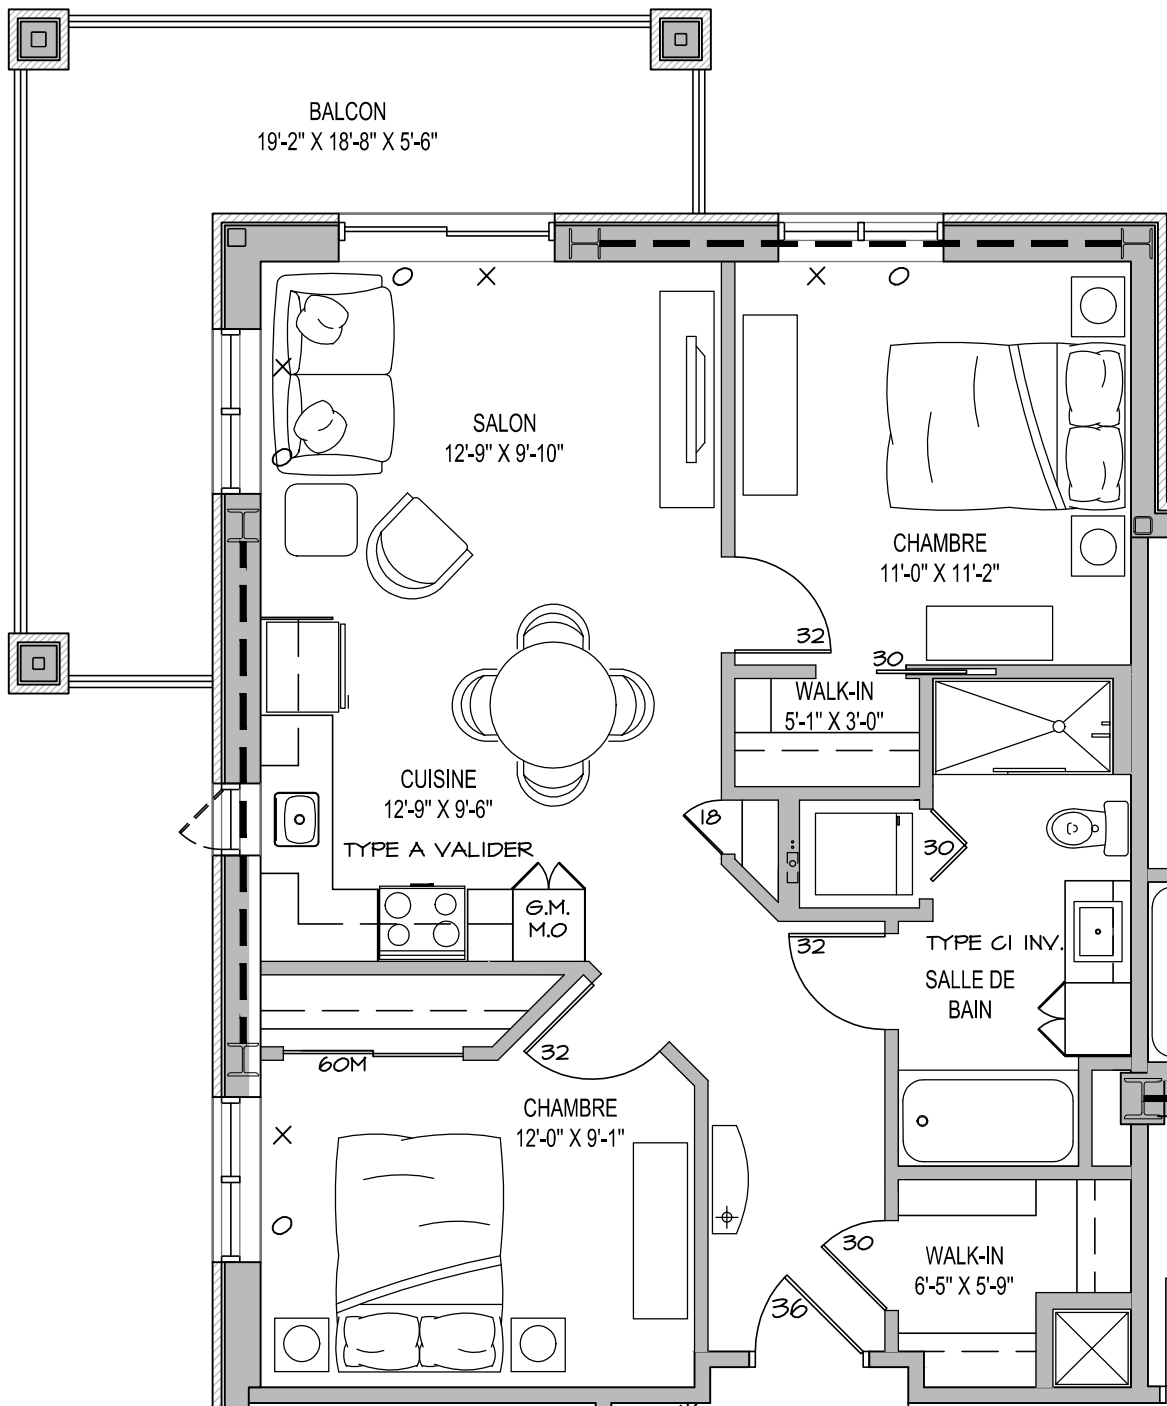 BALCON
19'-2" X 18'-8" X 5'-6"
SALON
12'-9" X 9'-10"
CHAMBRE
11'-0" X 11'-2"
32
30
WALK-IN
5'-1" X 3'-0"
CUISINE
12'-9" X 9'-6"
TYPE A VALIDER
18
30
G.M.
M.O
32
TYPE C1 INV.
SALLE DE
BAIN
60M
32
CHAMBRE
12'-0" X 9'-1"
30
WALK-IN
6'-5" X 5'-9"
36